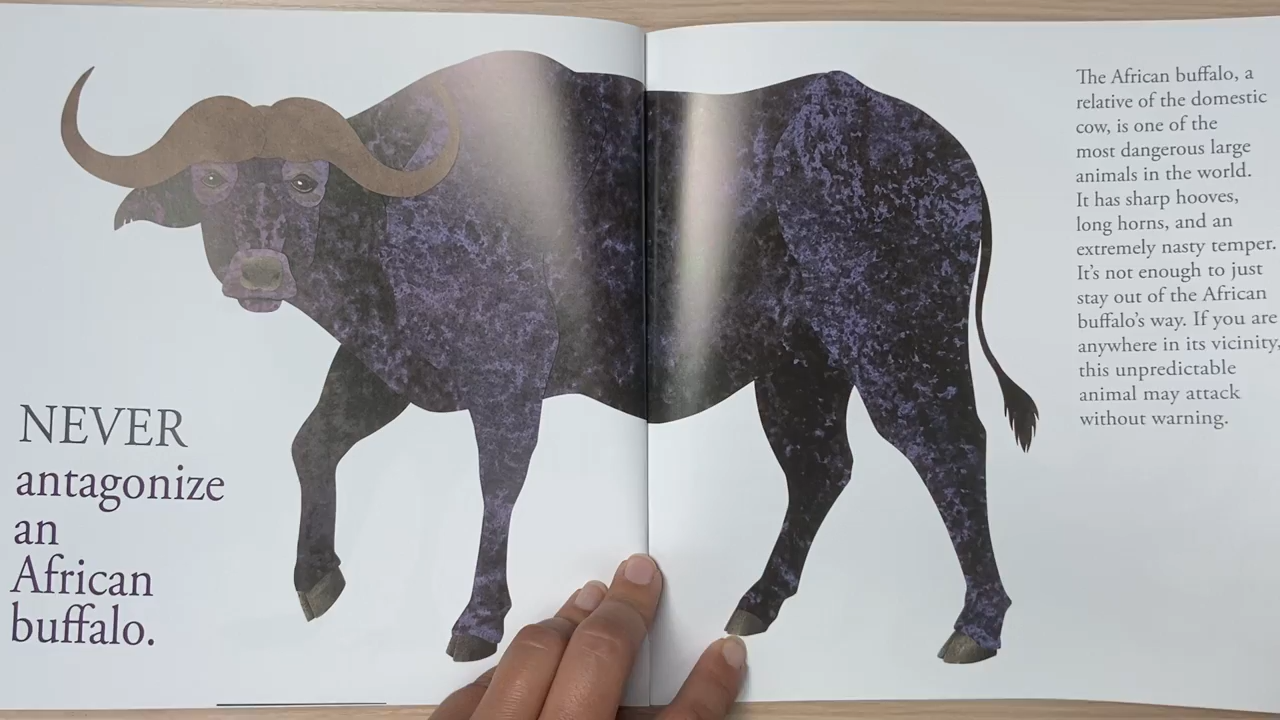 NEVER
antagonize
an
African
buffalo.
The African buffalo, a
relative of the domestic
cow, is one of the
most dangerous large
animals in the world.
It has sharp hooves,
long horns, and an
extremely nasty temper.
It's not enough to just
stay out of the African
buffalo's way. If you are
anywhere in its vicinity,
this unpredictable
animal may attack
without warning.